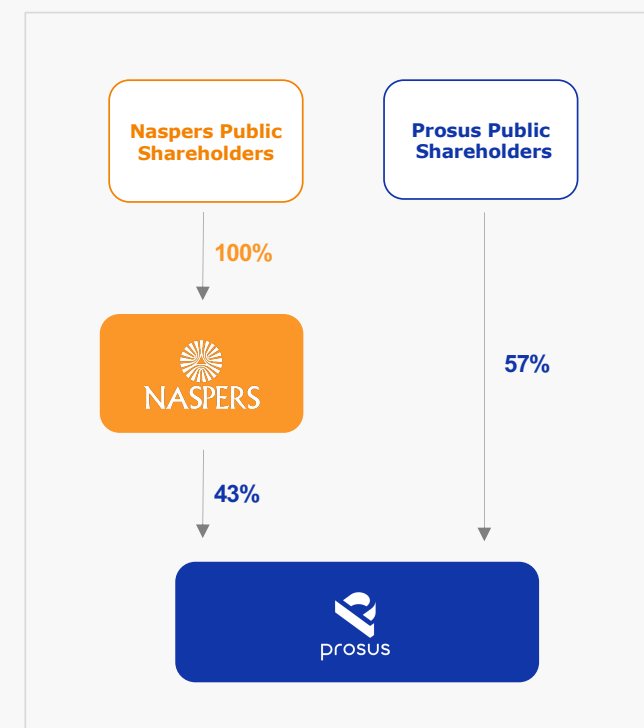 Naspers Public
Shareholders
Prosus Public
Shareholders
100%
NASPERS
57%
43%
prosus